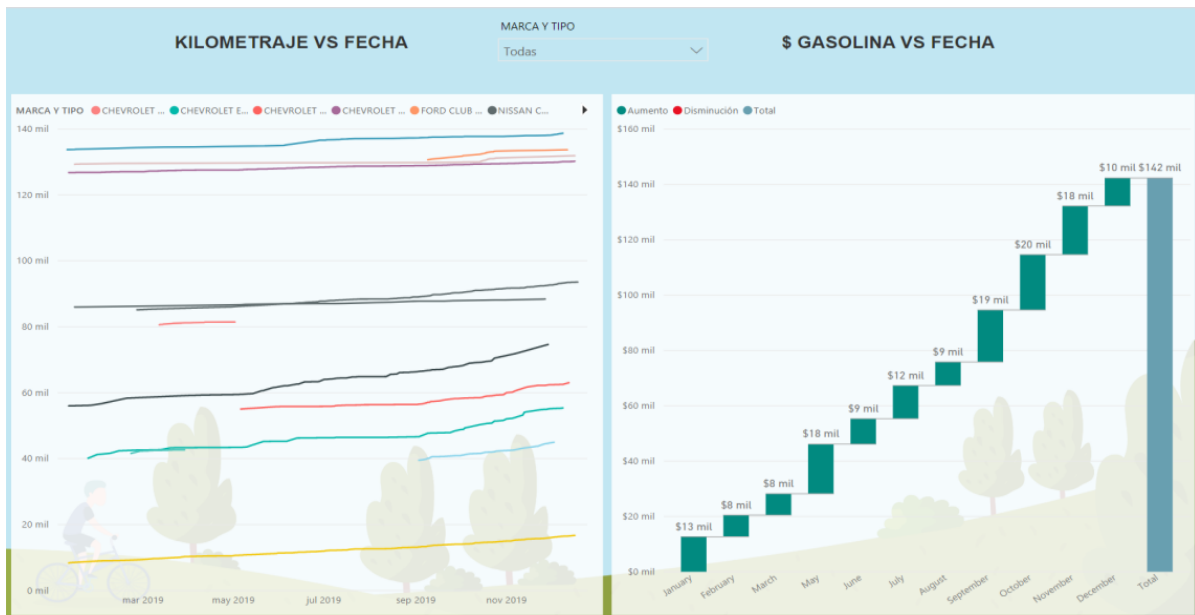 KILOMETRAJE VS FECHA
MARCA Y TIPO
Todas
$ GASOLINA VS FECHA
MARCA Y TIPO CHEVROLET ... CHEVROLET E... CHEVROLET ... CHEVROLET ... FORD CLUB ... NISSAN C...
140 mil
120 mil
100 mil
80 mil
60 mil
40 mil
20 mil
0 mil
mar 2019 may 2019 jul 2019 sep 2019 nov 2019
Aumento Disminución Total
$160 mil
$140 mil
$120 mil
$100 mil
$80 mil
$60 mil
$40 mil
$20 mil
$0 mil
$13 mil
$8 mil
$8 mil
$18 mil
$9 mil
$12 mil
$9 mil
$19 mil
$20 mil
$18 mil
$10 mil
$142 mil
January
February
March
May
June
July
August
September
October
November
December
Total